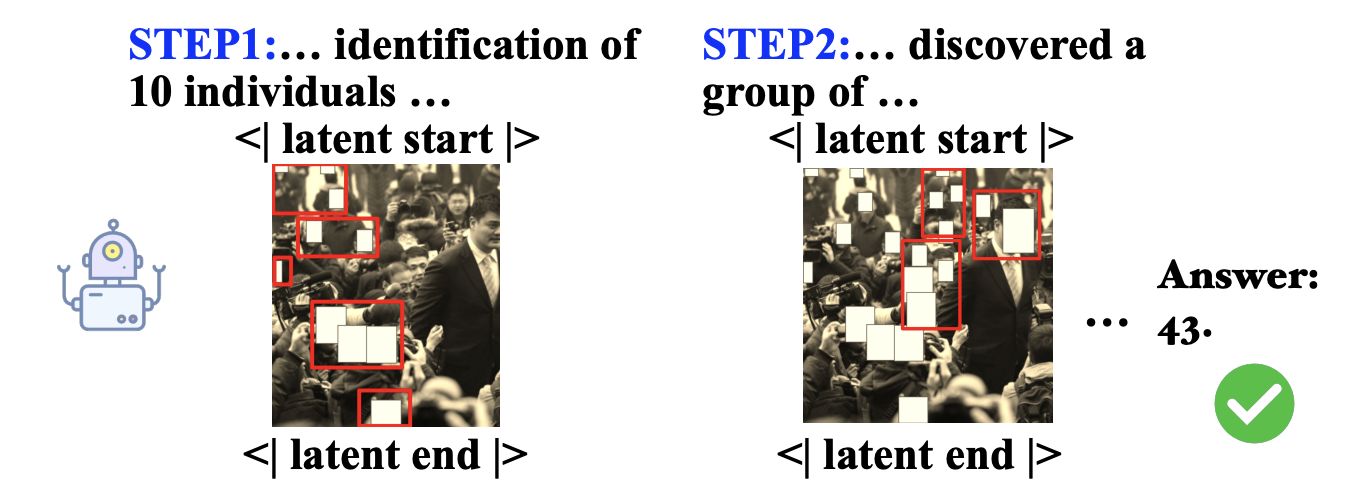 STEP1:... identification of
10 individuals ...
<| latent start |>
<| latent end |>
STEP2:... discovered a
group of ...
<| latent start |>
<| latent end |>
...
Answer:
43.